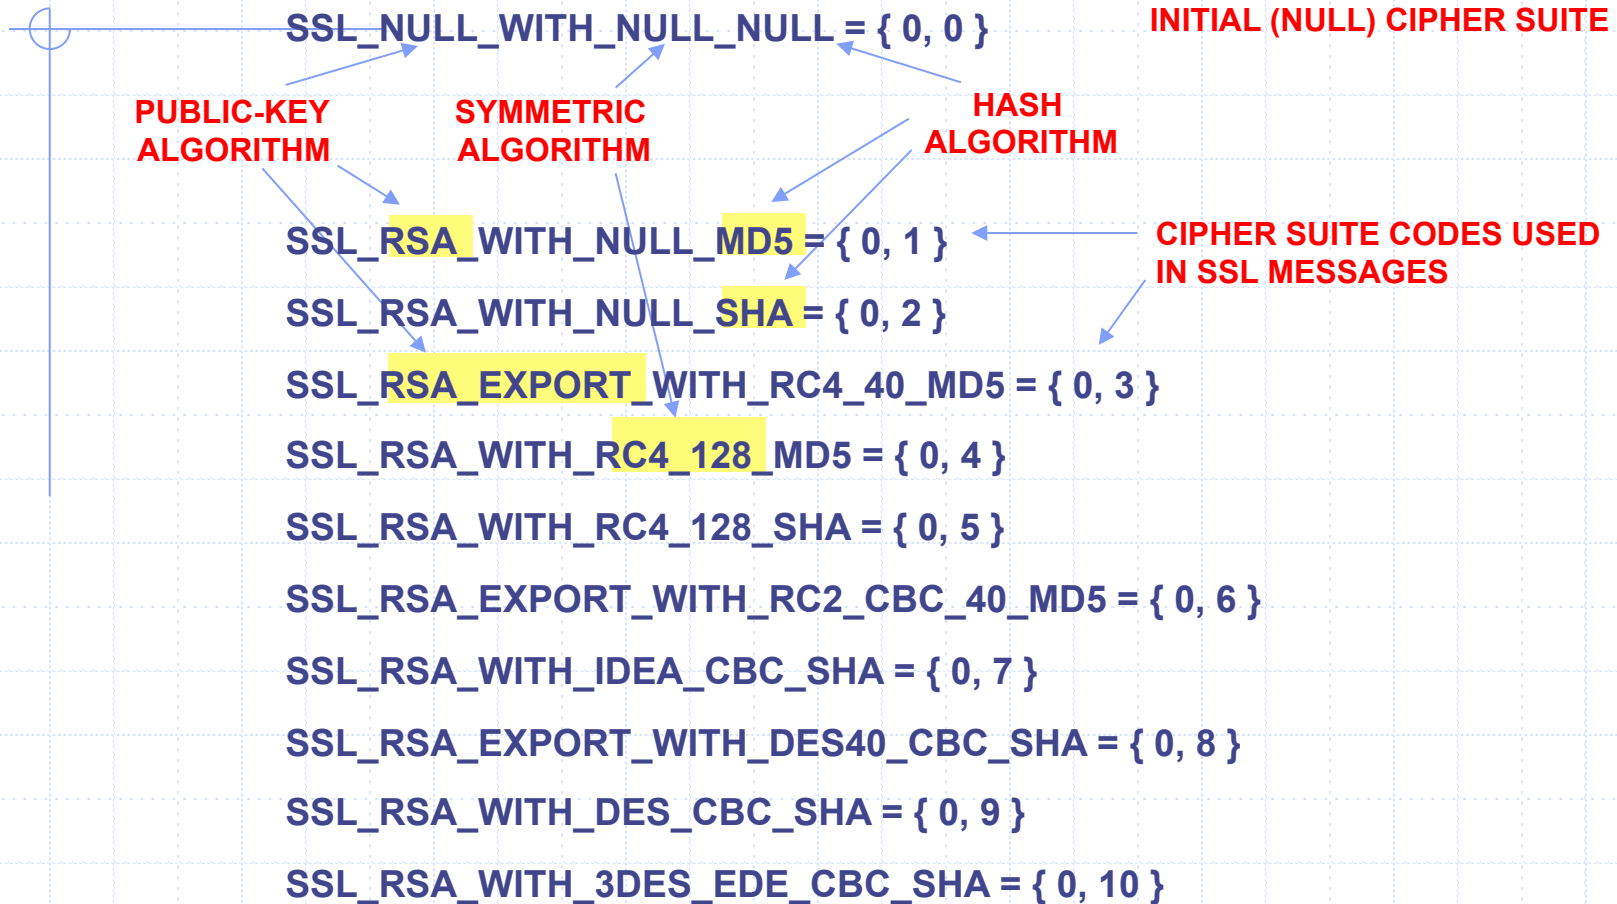 SSL_NULL_WITH_NULL_NULL = { 0, 0 }
INITIAL (NULL) CIPHER SUITE
PUBLIC-KEY
ALGORITHM
SYMMETRIC
ALGORITHM
HASH
ALGORITHM
SSL_RSA_WITH_NULL_MD5 = { 0, 1 }
CIPHER SUITE CODES USED
IN SSL MESSAGES
SSL_RSA_WITH_NULL_SHA = { 0, 2 }
SSL_RSA_EXPORT_WITH_RC4_40_MD5 = { 0, 3 }
SSL_RSA_WITH_RC4_128_MD5 = { 0, 4 }
SSL_RSA_WITH_RC4_128_SHA = { 0, 5 }
SSL_RSA_EXPORT_WITH_RC2_CBC_40_MD5 = { 0, 6 }
SSL_RSA_WITH_IDEA_CBC_SHA = { 0, 7 }
SSL_RSA_EXPORT_WITH_DES40_CBC_SHA = { 0, 8 }
SSL_RSA_WITH_DES_CBC_SHA = { 0, 9 }
SSL_RSA_WITH_3DES_EDE_CBC_SHA = { 0, 10 }